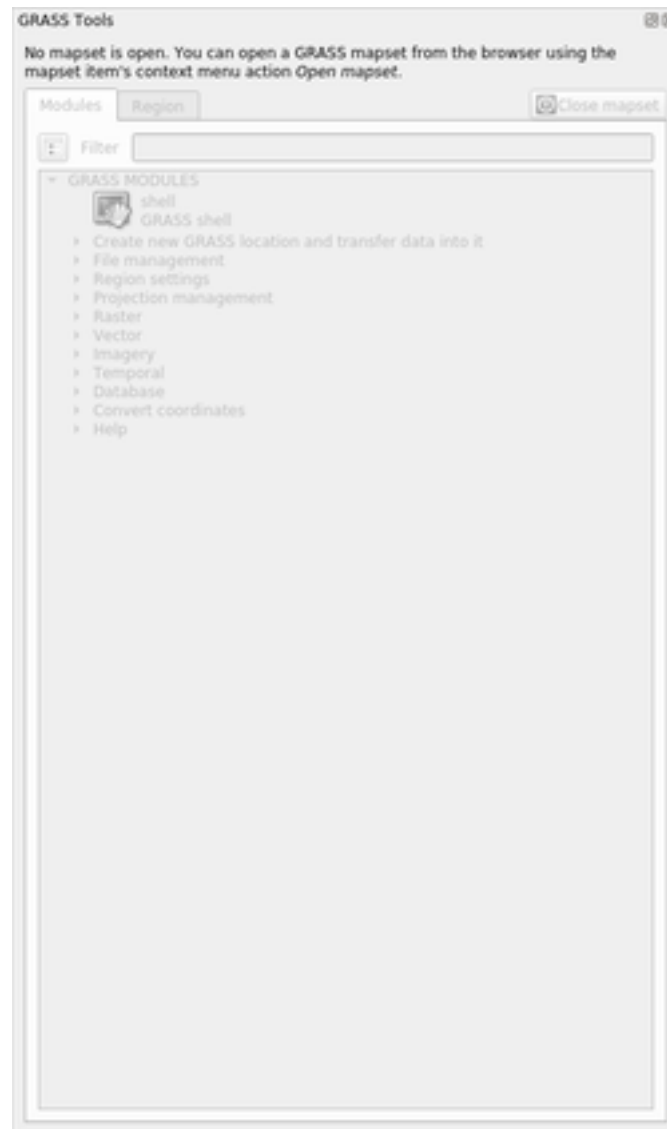 GRASS Tools
No mapset is open. You can open a GRASS mapset from the browser using the
mapset item's context menu action Open mapset.
Modules Region Close mapset
Filter
GRASS MODULES
shell
GRASS shell
Create new GRASS location and transfer data into it
File management
Region settings
Projection management
Raster
Vector
Imagery
Temporal
Database
Convert coordinates
Help